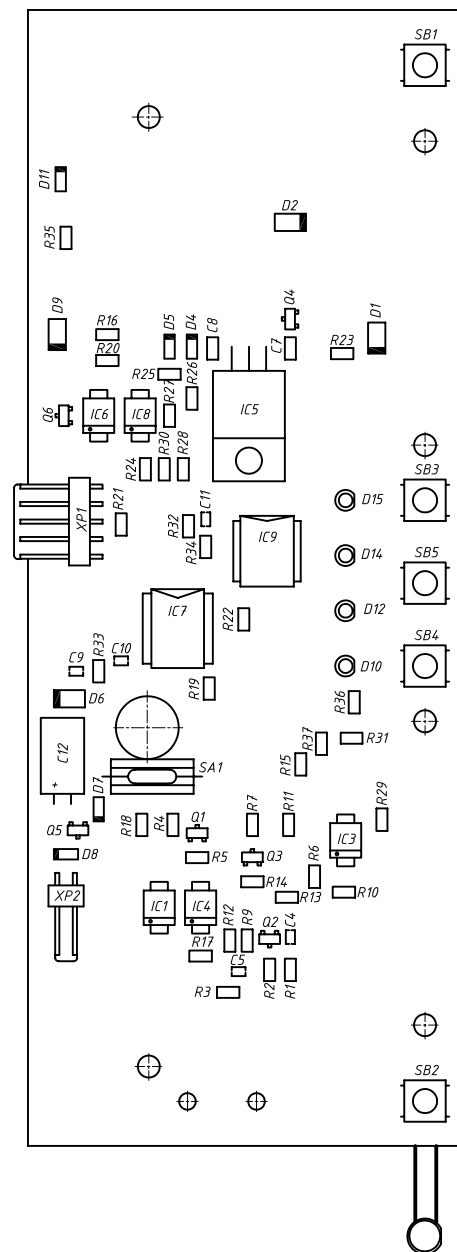 SB1
D11
D2
R35
Q4
D9
R16
D5
D4
C8
C7
D1
R23
R20
R25
R26
R27
Q6
IC6
IC8
IC5
R24
R30
R28
SB3
D15
XP1
R21
R32
C11
R34
IC9
D14
SB5
IC7
R22
D12
SB4
C9
R33
C10
D10
D6
R19
R36
C12
+
SA1
R37
R31
R15
D7
Q5
R18
R4
Q1
R7
R11
IC3
R29
D8
R5
Q3
R6
R14
R13
R10
XP2
IC1
IC4
R12
R9
Q2
C4
R17
C5
R3
R2
R1
SB2